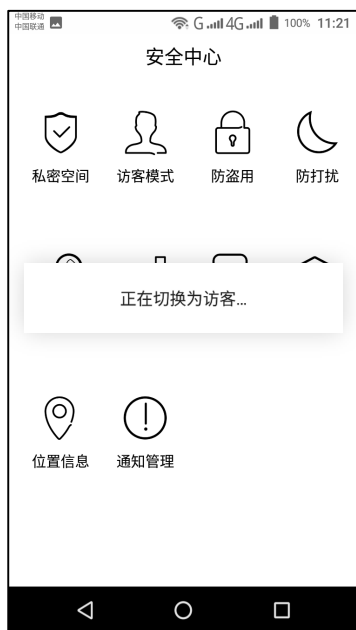 中国移动
中国联通
G 4G 100% 11:21
安全中心
私密空间 访客模式 防盗用 防打扰
正在切换为访客...
位置信息 通知管理